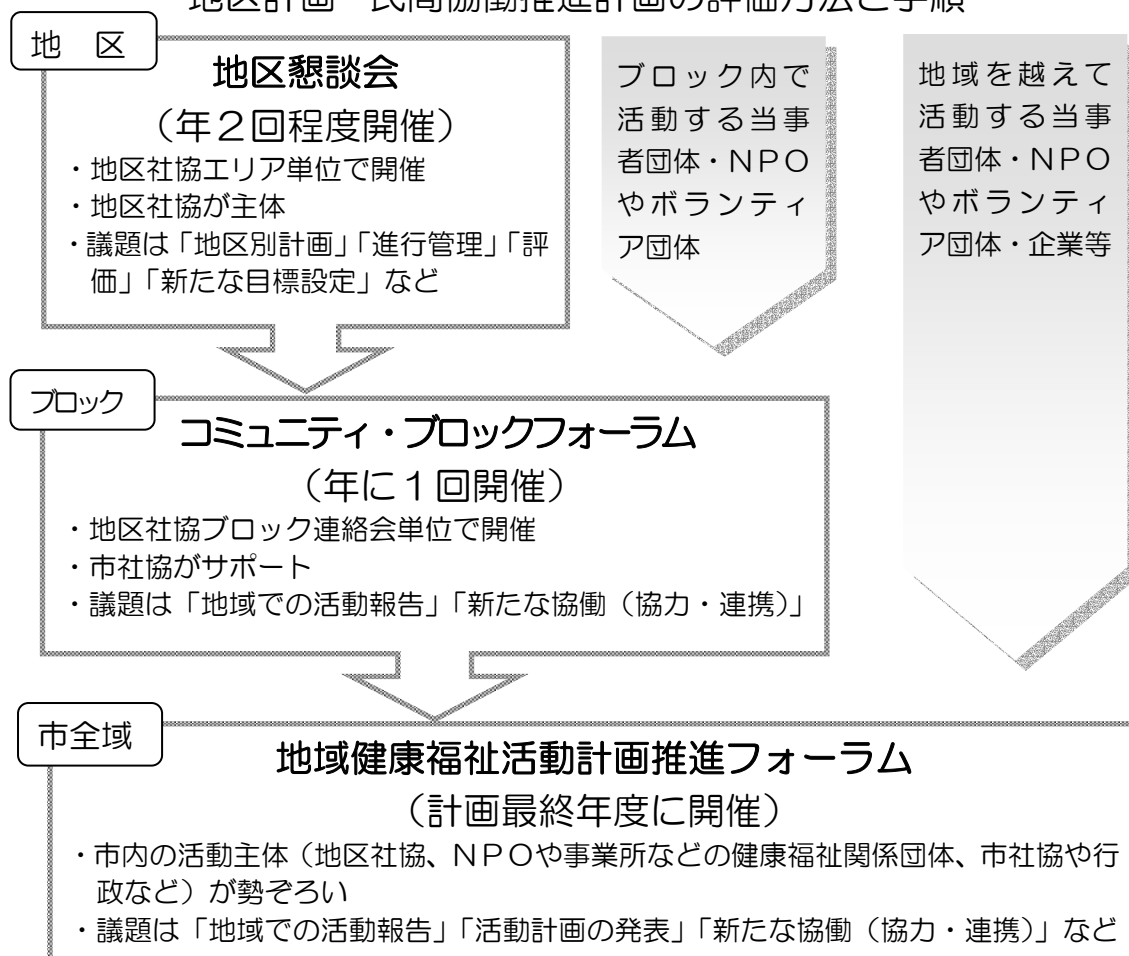 地区計画・民間協働推進計画の評価方法と手順
地　区
地区懇談会
（年２回程度開催）
・地区社協エリア単位で開催
・地区社協が主体
・議題は「地区別計画」「進行管理」「評
価」「新たな目標設定」など
ブロック内で
活動する当事
者団体・ＮＰＯ
やボランティ
ア団体
地域を越えて
活動する当事
者団体・ＮＰＯ
やボランティ
ア団体・企業等
ブロック
コミュニティ・ブロックフォーラム
（年に１回開催）
・地区社協ブロック連絡会単位で開催
・市社協がサポート
・議題は「地域での活動報告」「新たな協働（協力・連携）」
市全域
地域健康福祉活動計画推進フォーラム
（計画最終年度に開催）
・市内の活動主体（地区社協、ＮＰＯや事業所などの健康福祉関係団体、市社協や行
政など）が勢ぞろい
・議題は「地域での活動報告」「活動計画の発表」「新たな協働（協力・連携）」など